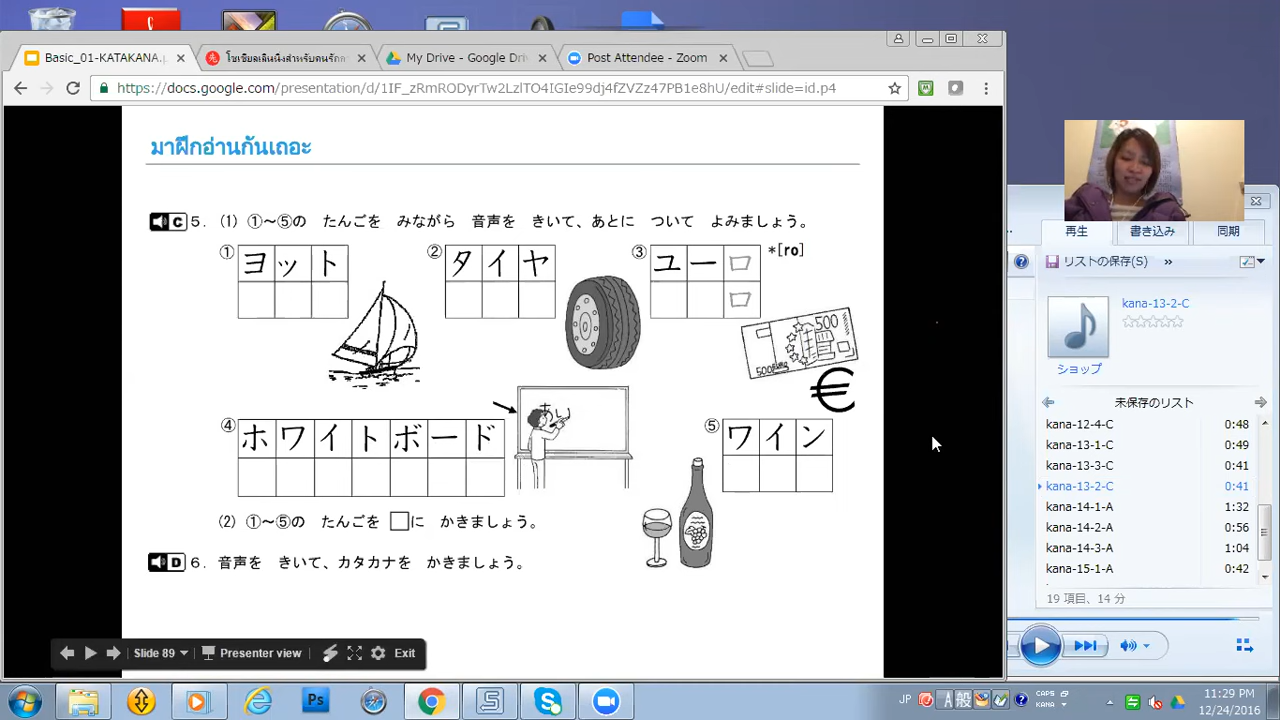 Basic_01-KATAKANA.p
โซเชียลเดินนึ่งสำหรับคนรักก
My Drive - Google Driv
Post Attendee - Zoom
https://docs.google.com/presentation/d/1IF_zRmRODyrTw2LzlTO4IGIe99dj4fZVZz47PB1e8hU/edit#slide=id.p4
มาฝึกอ่านกันเถอะ
C 5. (1) ①～⑤の たんごを みながら 音声を きいて、あとに ついて よみましょう。
① ヨット
② タイヤ
③ ユーロ *[ro]
500
€
④ ホワイトボード
⑤ ワイン
(2) ①～⑤の たんごを □に かきましょう。
D 6. 音声を きいて、カタカナを かきましょう。
Slide 89
Presenter view
Exit
再生 書き込み 同期
リストの保存(S) »
kana-13-2-C
ショップ
未保存のリスト
kana-12-4-C 0:48
kana-13-1-C 0:49
kana-13-3-C 0:41
kana-13-2-C 0:41
kana-14-1-A 1:32
kana-14-2-A 0:56
kana-14-3-A 1:04
kana-15-1-A 0:42
19 項目、14 分
JP A 般 CAPS KANA
11:29 PM
12/24/2016